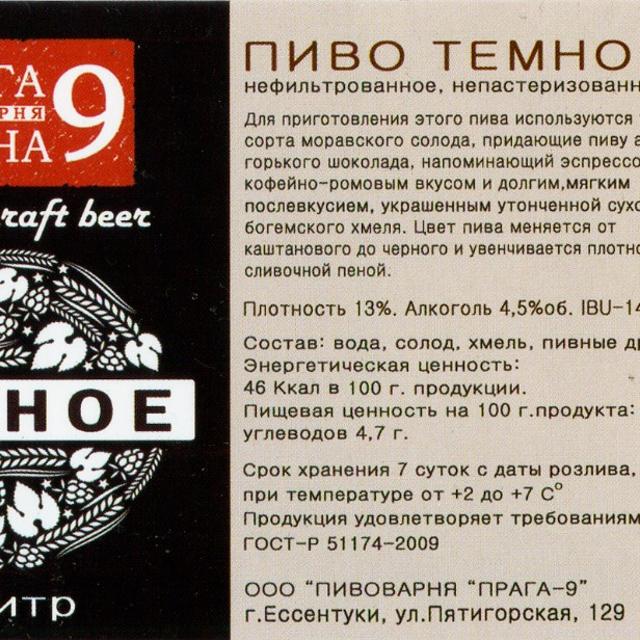 ГА
РНЯ
НА
9
raft beer
НОЕ
итр
ПИВО ТЕМНО
нефильтрованное, непастеризованн
Для приготовления этого пива используются
сорта моравского солода, придающие пиву а
горького шоколада, напоминающий эспрессо
кофейно-ромовым вкусом и долгим,мягким
послевкусием, украшенным утонченной сухо
богемского хмеля. Цвет пива меняется от
каштанового до черного и увенчивается плотно
сливочной пеной.
Плотность 13%. Алкоголь 4,5%об. IBU-14
Состав: вода, солод, хмель, пивные др
Энергетическая ценность:
46 Ккал в 100 г. продукции.
Пищевая ценность на 100 г.продукта:
углеводов 4,7 г.
Срок хранения 7 суток с даты розлива,
при температуре от +2 до +7 С°
Продукция удовлетворяет требованиям
ГОСТ-Р 51174-2009
ООО "ПИВОВАРНЯ "ПРАГА-9"
г.Ессентуки, ул.Пятигорская, 129